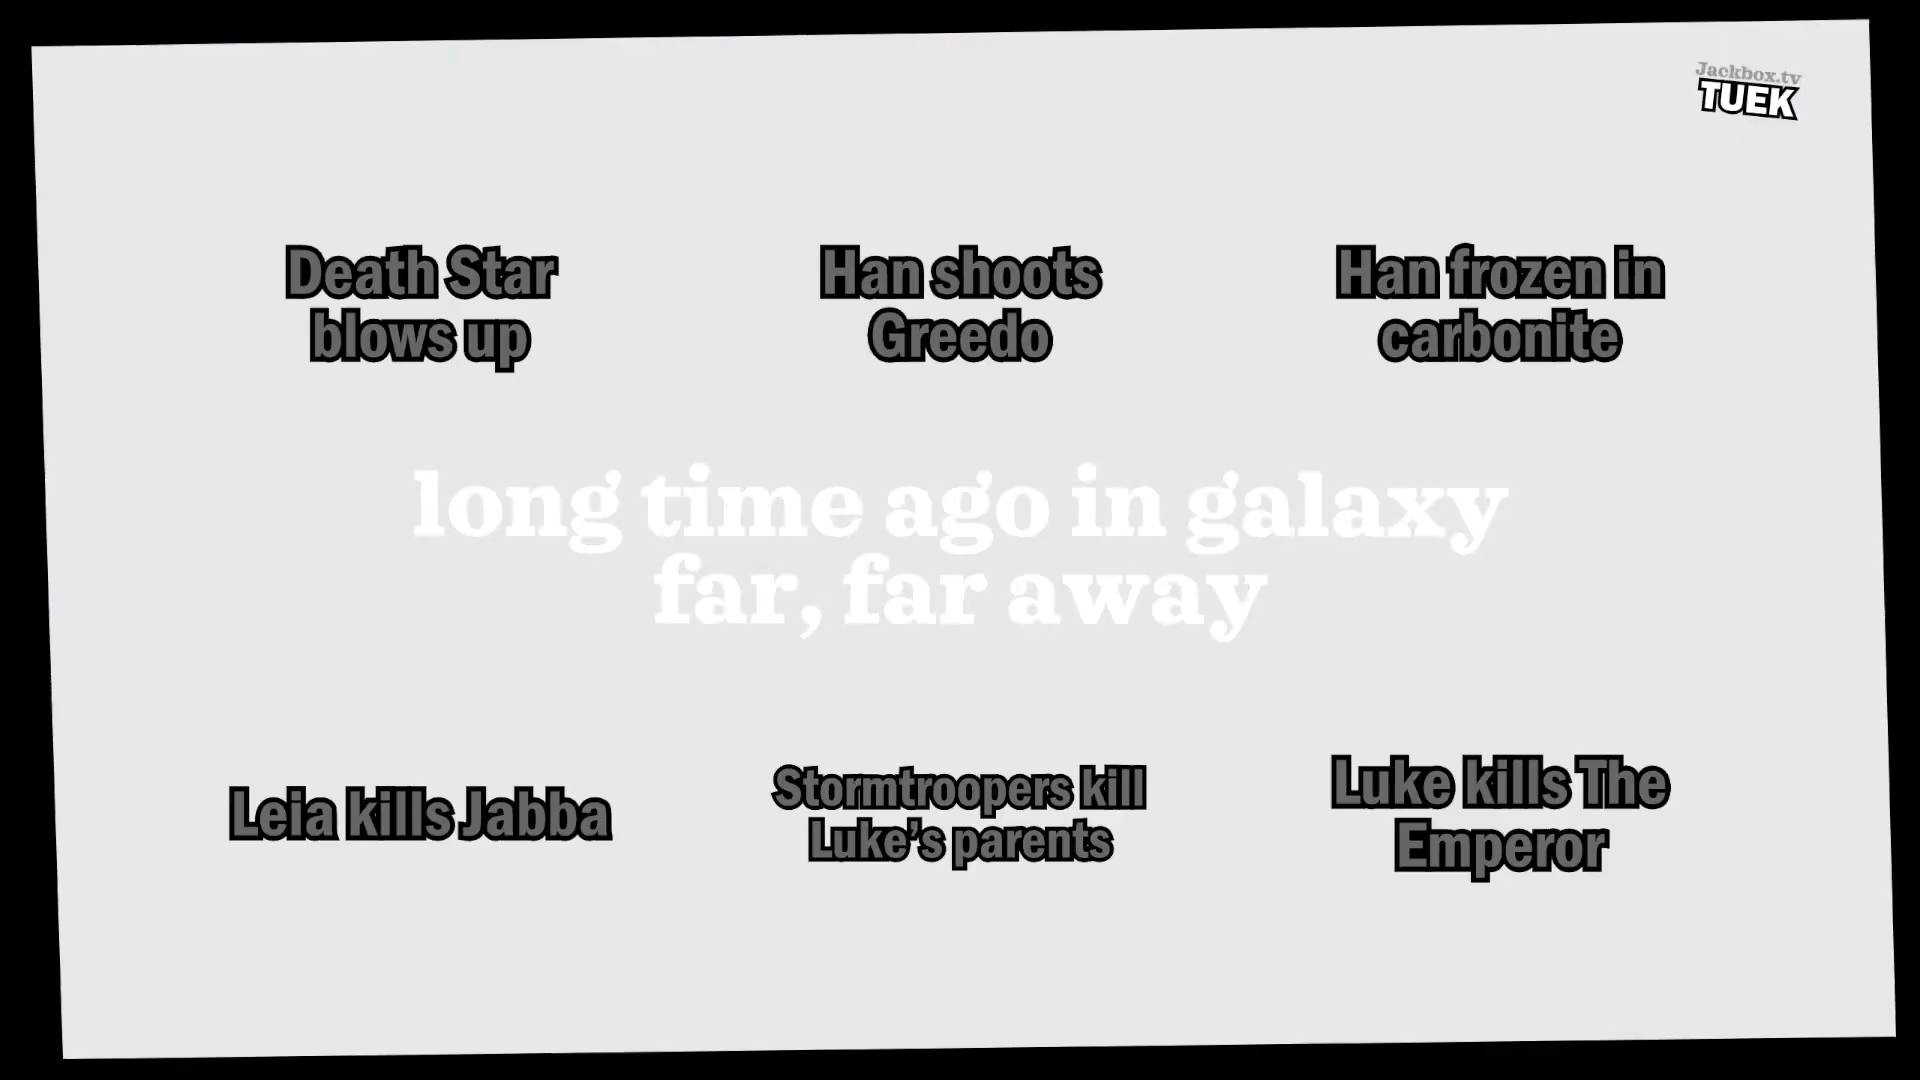 Jackbox.tv
TUEK
Death Star
blows up
Han shoots
Greedo
Han frozen in
carbonite
long time ago in galaxy
far, far away
Leia kills Jabba
Stormtroopers kill
Luke's parents
Luke kills The
Emperor